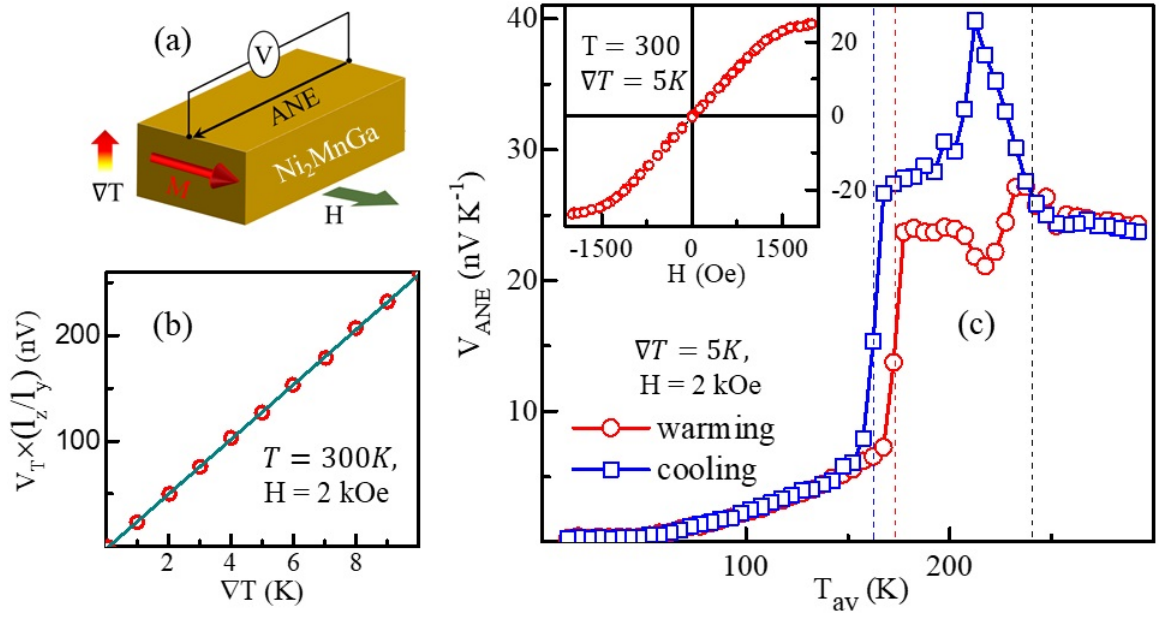 (a)
V
ANE
Ni₂MnGa
M
∇T
H
(b)
V_T×(l_z/l_y) (nV)
200
100
T = 300K,
H = 2 kOe
2 4 6 8
∇T (K)
V_ANE (nV K⁻¹)
40
30
20
10
T = 300
∇T = 5K
20
0
-20
-1500 0 1500
H (Oe)
(c)
∇T = 5K,
H = 2 kOe
warming
cooling
100 200
T_av (K)